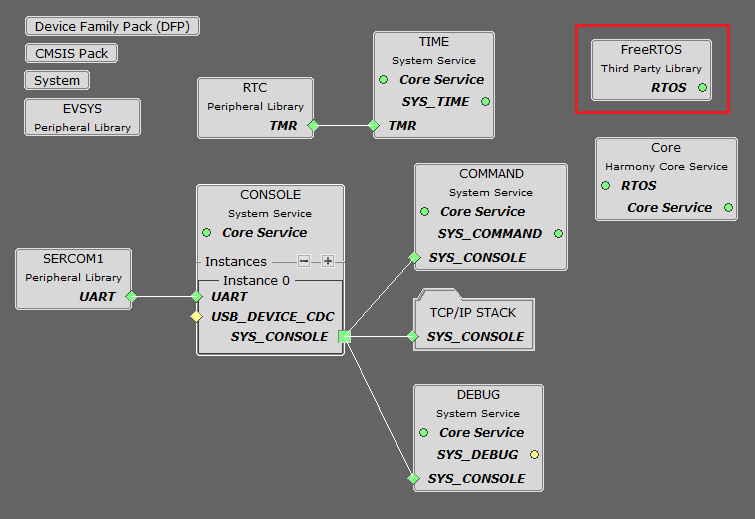 Device Family Pack (DFP)
CMSIS Pack
System
EVSYS
Peripheral Library
RTC
Peripheral Library
TMR
TIME
System Service
Core Service
SYS_TIME
TMR
FreeRTOS
Third Party Library
RTOS
Core
Harmony Core Service
RTOS
Core Service
SERCOM1
Peripheral Library
UART
CONSOLE
System Service
Core Service
Instances
Instance 0
UART
USB_DEVICE_CDC
SYS_CONSOLE
COMMAND
System Service
Core Service
SYS_COMMAND
SYS_CONSOLE
TCP/IP STACK
SYS_CONSOLE
DEBUG
System Service
Core Service
SYS_DEBUG
SYS_CONSOLE